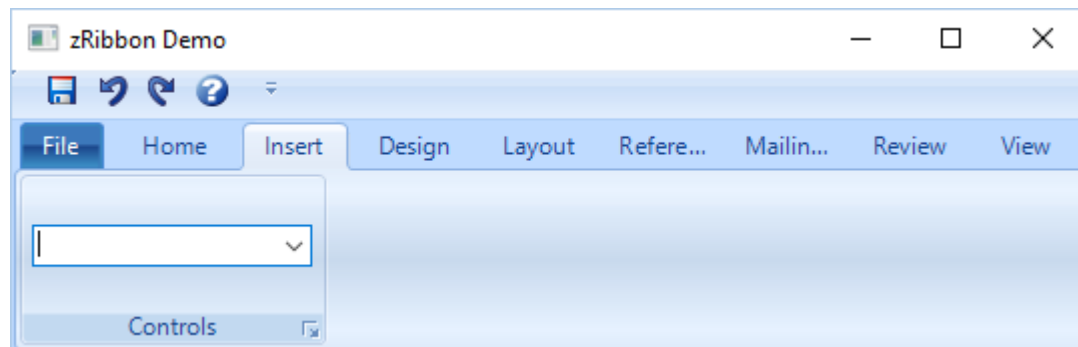 zRibbon Demo
File Home Insert Design Layout Refere... Mailin... Review View
Controls